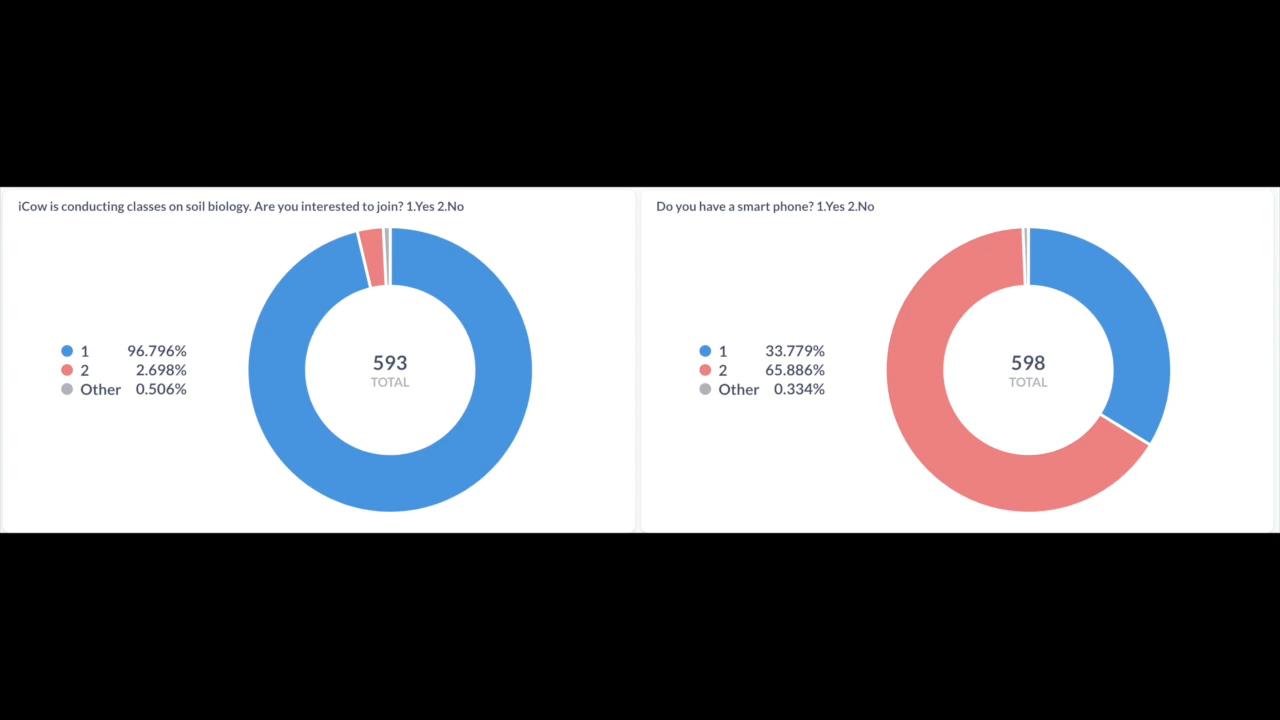 iCow is conducting classes on soil biology. Are you interested to join? 1.Yes 2.No
1 96.796%
2 2.698%
Other 0.506%
593
TOTAL
Do you have a smart phone? 1.Yes 2.No
1 33.779%
2 65.886%
Other 0.334%
598
TOTAL